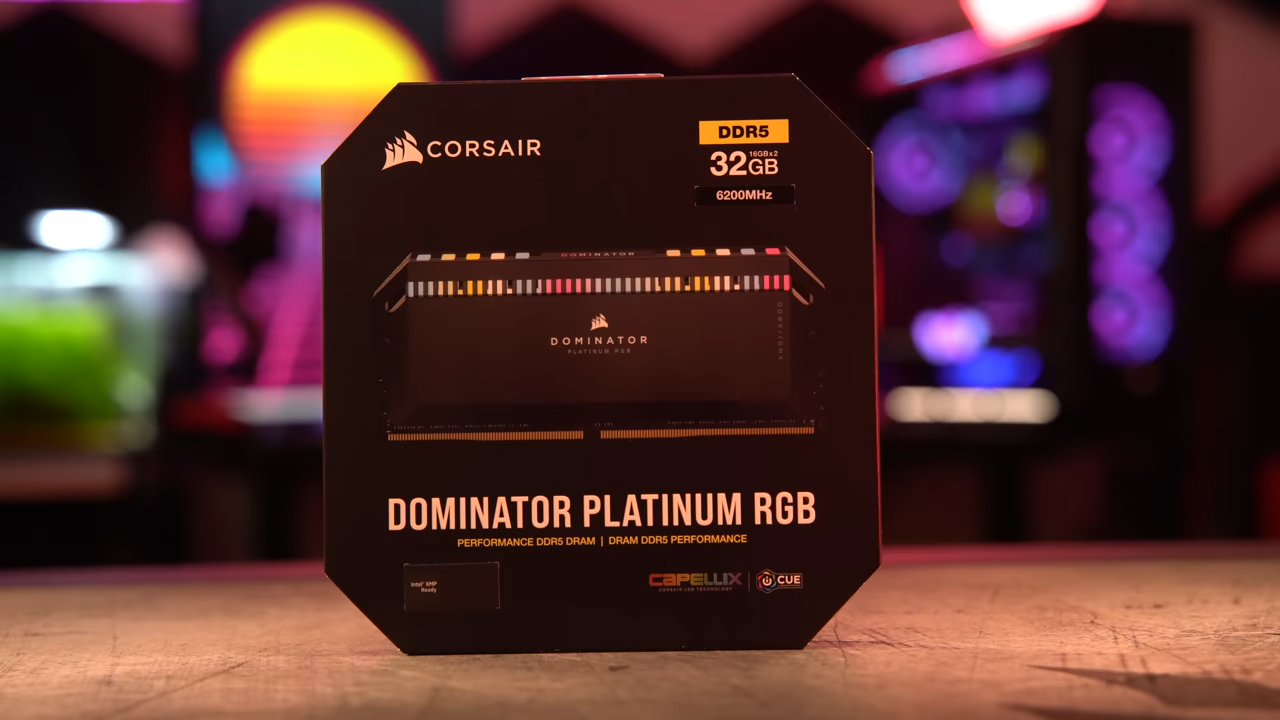 CORSAIR
DDR5
32GB 16GBx2
6200MHz
DOMINATOR
DOMINATOR
PLATINUM RGB
DOMINATOR PLATINUM RGB
PERFORMANCE DDR5 DRAM | DRAM DDR5 PERFORMANCE
Intel® XMP
Ready
CAPELLIX
CORSAIR LED TECHNOLOGY
iCUE